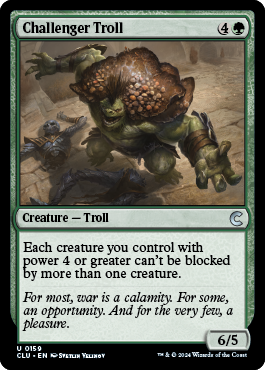 Challenger Troll 4
Creature — Troll
Each creature you control with
power 4 or greater can't be blocked
by more than one creature.
For most, war is a calamity. For some,
an opportunity. And for the very few, a
pleasure.
6/5
U 0159
CLU • EN Svetlin Velinov
™ & © 2024 Wizards of the Coast